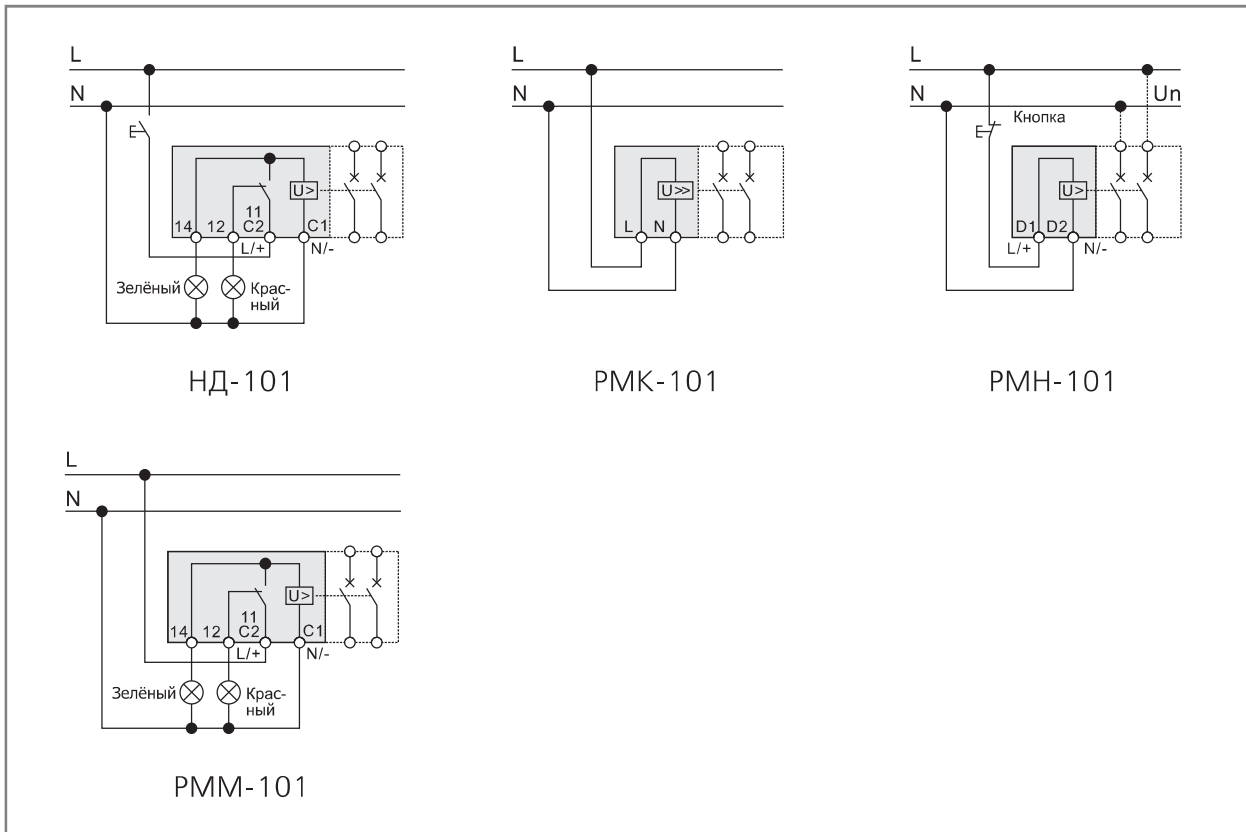 L
N
U>
11
14
12
C2
C1
L/+
N/-
Зелёный
Крас-
ный
НД-101
L
N
U>>
L
N
РМК-101
L
N
Un
Кнопка
U>
D1
D2
L/+
N/-
РМН-101
L
N
U>
11
14
12
C2
C1
L/+
N/-
Зелёный
Крас-
ный
РММ-101